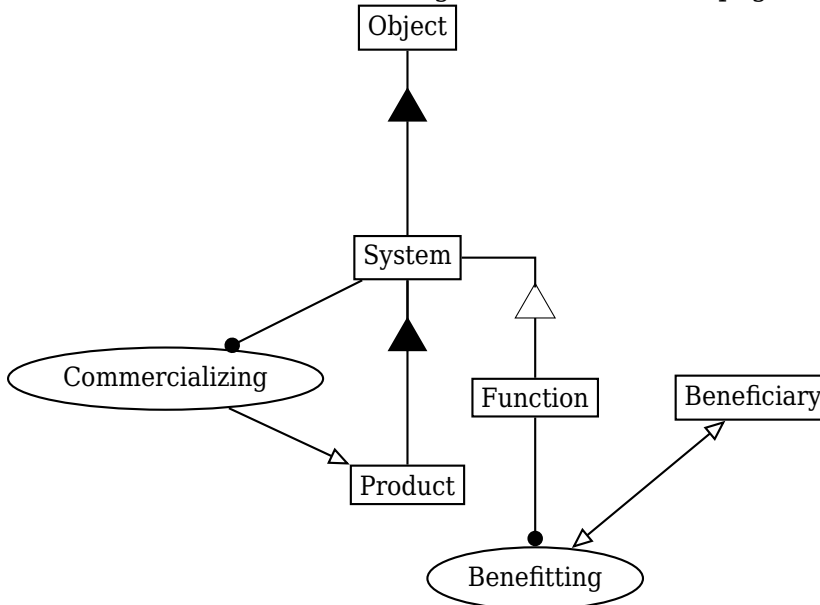 Object
System
Commercializing
Function
Beneficiary
Product
Benefitting